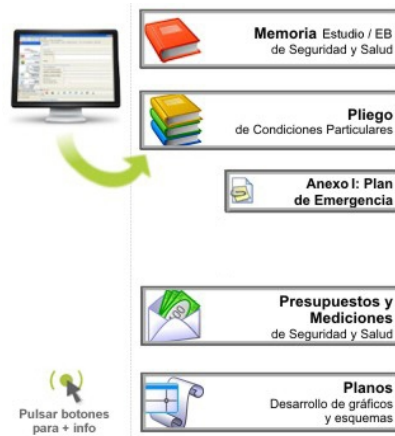 Memoria Estudio / EB
de Seguridad y Salud
Pliego
de Condiciones Particulares
Anexo I: Plan
de Emergencia
Presupuestos y
Mediciones
de Seguridad y Salud
Planos
Desarrollo de gráficos
y esquemas
Pulsar botones
para + info